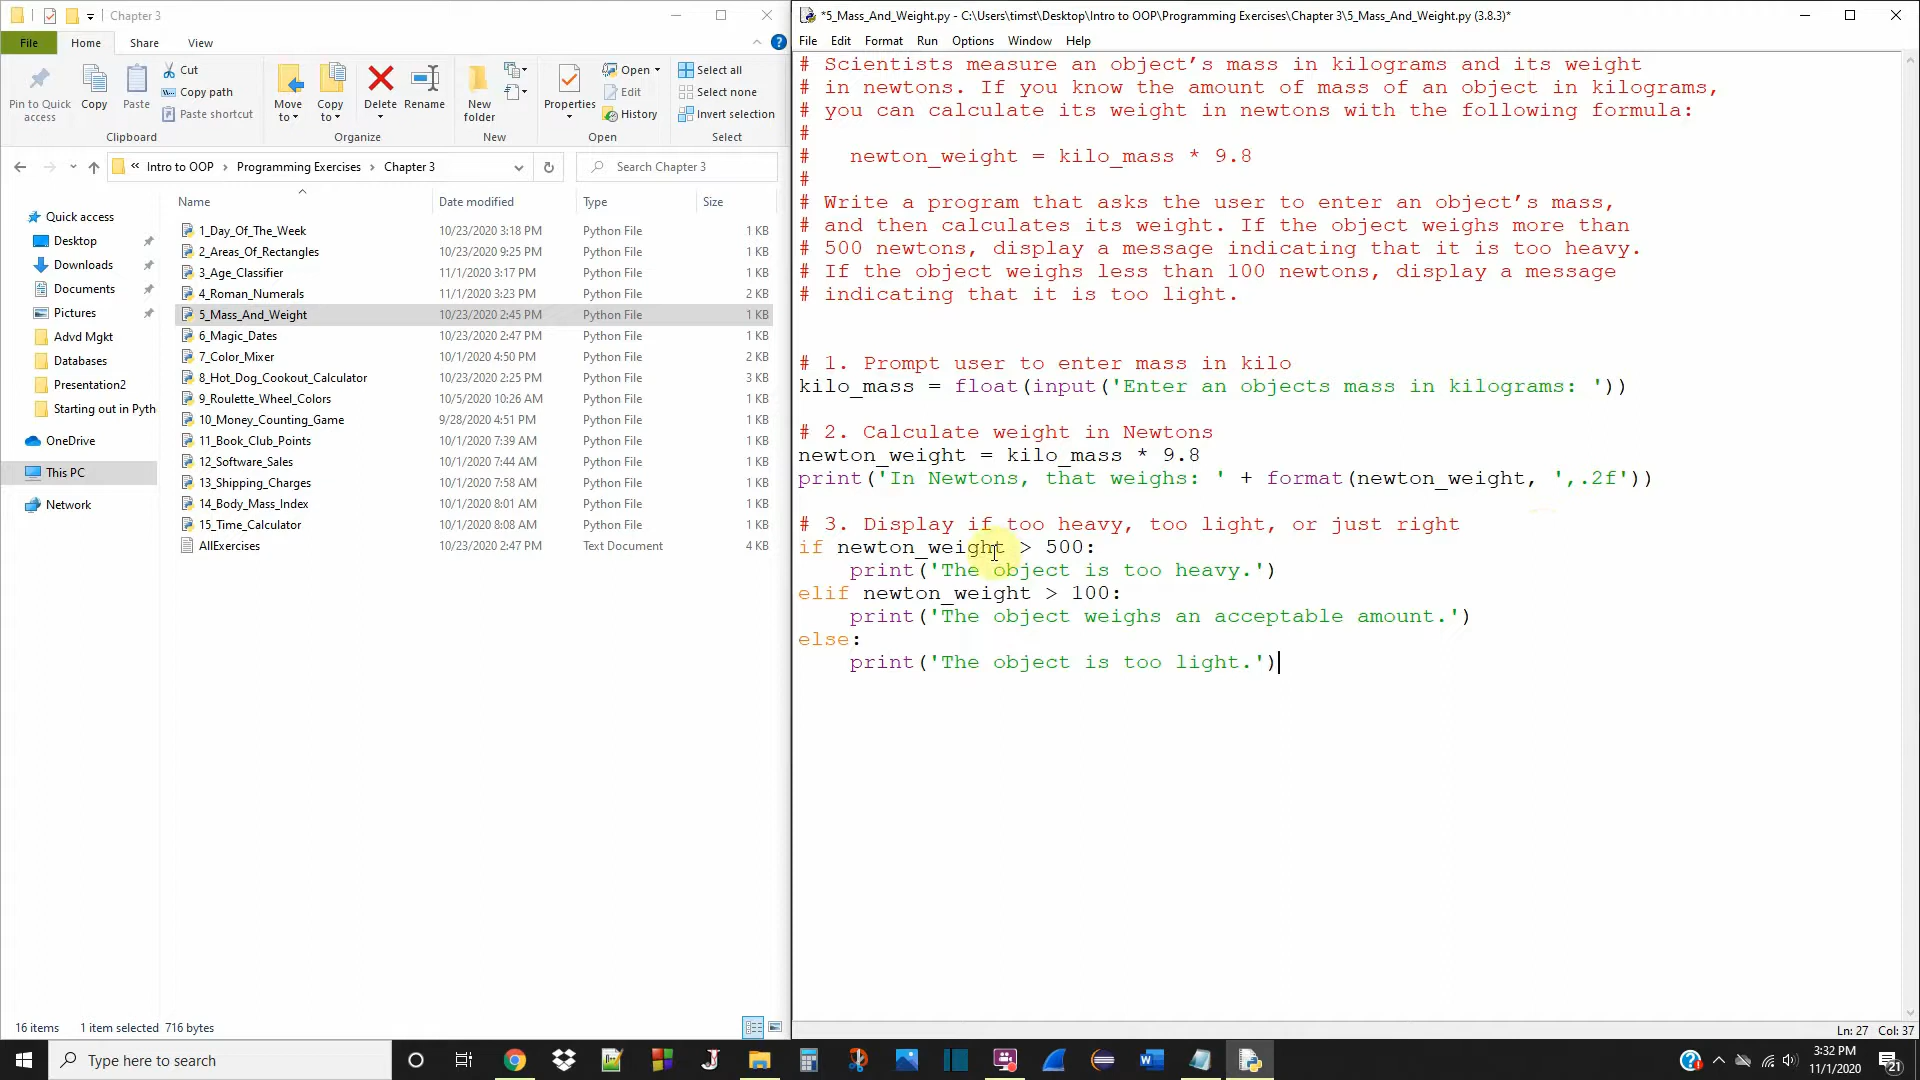 Chapter 3
File Home Share View
Pin to Quick access
Copy
Paste
Cut
Copy path
Paste shortcut
Clipboard
Move to
Copy to
Delete
Rename
Organize
New folder
New
Properties
Open
Edit
History
Open
Select all
Select none
Invert selection
Select
« Intro to OOP › Programming Exercises › Chapter 3
Search Chapter 3
Quick access
Desktop
Downloads
Documents
Pictures
Advd Mgkt
Databases
Presentation2
Starting out in Pyth
OneDrive
This PC
Network
Name Date modified Type Size
1_Day_Of_The_Week 10/23/2020 3:18 PM Python File 1 KB
2_Areas_Of_Rectangles 10/23/2020 9:25 PM Python File 1 KB
3_Age_Classifier 11/1/2020 3:17 PM Python File 1 KB
4_Roman_Numerals 11/1/2020 3:23 PM Python File 2 KB
5_Mass_And_Weight 10/23/2020 2:45 PM Python File 1 KB
6_Magic_Dates 10/23/2020 2:47 PM Python File 1 KB
7_Color_Mixer 10/1/2020 4:50 PM Python File 2 KB
8_Hot_Dog_Cookout_Calculator 10/23/2020 2:25 PM Python File 3 KB
9_Roulette_Wheel_Colors 10/5/2020 10:26 AM Python File 1 KB
10_Money_Counting_Game 9/28/2020 4:51 PM Python File 1 KB
11_Book_Club_Points 10/1/2020 7:39 AM Python File 1 KB
12_Software_Sales 10/1/2020 7:44 AM Python File 1 KB
13_Shipping_Charges 10/1/2020 7:58 AM Python File 1 KB
14_Body_Mass_Index 10/1/2020 8:01 AM Python File 1 KB
15_Time_Calculator 10/1/2020 8:08 AM Python File 1 KB
AllExercises 10/23/2020 2:47 PM Text Document 4 KB
16 items 1 item selected 716 bytes
*5_Mass_And_Weight.py - C:\Users\timst\Desktop\Intro to OOP\Programming Exercises\Chapter 3\5_Mass_And_Weight.py (3.8.3)*
File Edit Format Run Options Window Help
# Scientists measure an object’s mass in kilograms and its weight
# in newtons. If you know the amount of mass of an object in kilograms,
# you can calculate its weight in newtons with the following formula:
#
#   newton_weight = kilo_mass * 9.8
#
# Write a program that asks the user to enter an object’s mass,
# and then calculates its weight. If the object weighs more than
# 500 newtons, display a message indicating that it is too heavy.
# If the object weighs less than 100 newtons, display a message
# indicating that it is too light.
# 1. Prompt user to enter mass in kilo
kilo_mass = float(input('Enter an objects mass in kilograms: '))
# 2. Calculate weight in Newtons
newton_weight = kilo_mass * 9.8
print('In Newtons, that weighs: ' + format(newton_weight, ',.2f'))
# 3. Display if too heavy, too light, or just right
if newton_weight > 500:
    print('The object is too heavy.')
elif newton_weight > 100:
    print('The object weighs an acceptable amount.')
else:
    print('The object is too light.')
Ln: 27 Col: 37
Type here to search
3:32 PM
11/1/2020
21